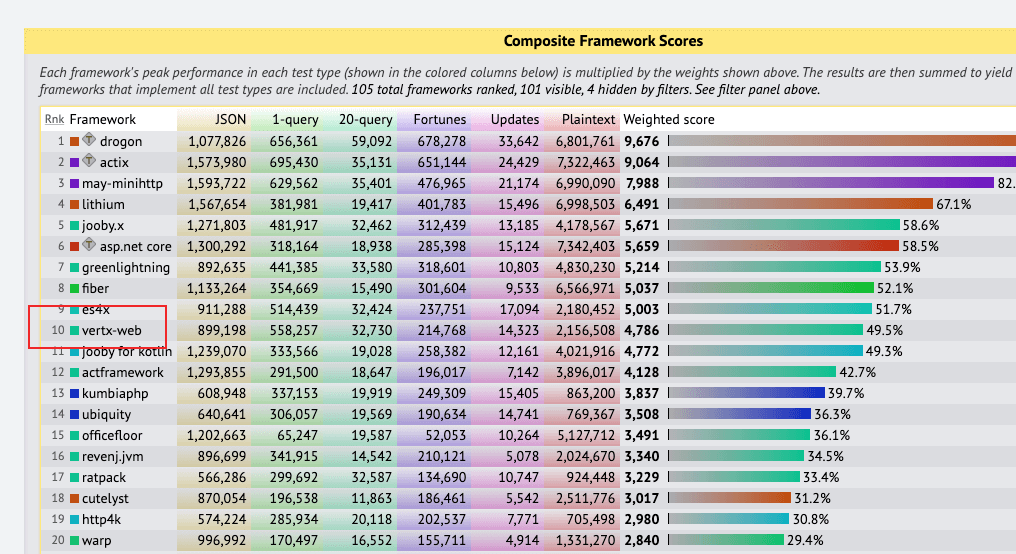 Composite Framework Scores
Each framework's peak performance in each test type (shown in the colored columns below) is multiplied by the weights shown above. The results are then summed to yield
frameworks that implement all test types are included. 105 total frameworks ranked, 101 visible, 4 hidden by filters. See filter panel above.
Rnk Framework JSON 1-query 20-query Fortunes Updates Plaintext Weighted score
1 T drogon 1,077,826 656,361 59,092 678,278 33,642 6,801,761 9,676
2 T actix 1,573,980 695,430 35,131 651,144 24,429 7,322,463 9,064
3 may-minihttp 1,593,722 629,562 35,401 476,965 21,174 6,990,090 7,988 82.
4 lithium 1,567,654 381,981 19,417 401,783 15,496 6,998,503 6,491 67.1%
5 jooby.x 1,271,803 481,917 32,462 312,439 13,185 4,178,567 5,671 58.6%
6 T asp.net core 1,300,292 318,164 18,938 285,398 15,124 7,342,403 5,659 58.5%
7 greenlightning 892,635 441,385 33,580 318,601 10,803 4,830,230 5,214 53.9%
8 fiber 1,133,264 354,669 15,490 301,604 9,533 6,566,971 5,037 52.1%
9 es4x 911,288 514,439 32,424 237,751 17,094 2,180,452 5,003 51.7%
10 vertx-web 899,198 558,257 32,730 214,768 14,323 2,156,508 4,786 49.5%
11 jooby for kotlin 1,239,070 333,566 19,028 258,382 12,161 4,021,916 4,772 49.3%
12 actframework 1,293,855 291,500 18,647 196,017 7,142 3,896,017 4,128 42.7%
13 kumbiaphp 608,948 337,153 19,919 249,309 15,405 863,200 3,837 39.7%
14 ubiquity 640,641 306,057 19,569 190,634 14,741 769,367 3,508 36.3%
15 officefloor 1,202,663 65,247 19,587 52,053 10,264 5,127,712 3,491 36.1%
16 revenj.jvm 896,699 341,915 14,542 210,121 5,078 2,024,670 3,340 34.5%
17 ratpack 566,286 299,692 32,587 134,690 10,747 924,448 3,229 33.4%
18 cutelyst 870,054 196,538 11,863 186,461 5,542 2,511,776 3,017 31.2%
19 http4k 574,224 285,934 20,118 202,537 7,771 705,498 2,980 30.8%
20 warp 996,992 170,497 16,552 155,711 4,914 1,331,270 2,840 29.4%